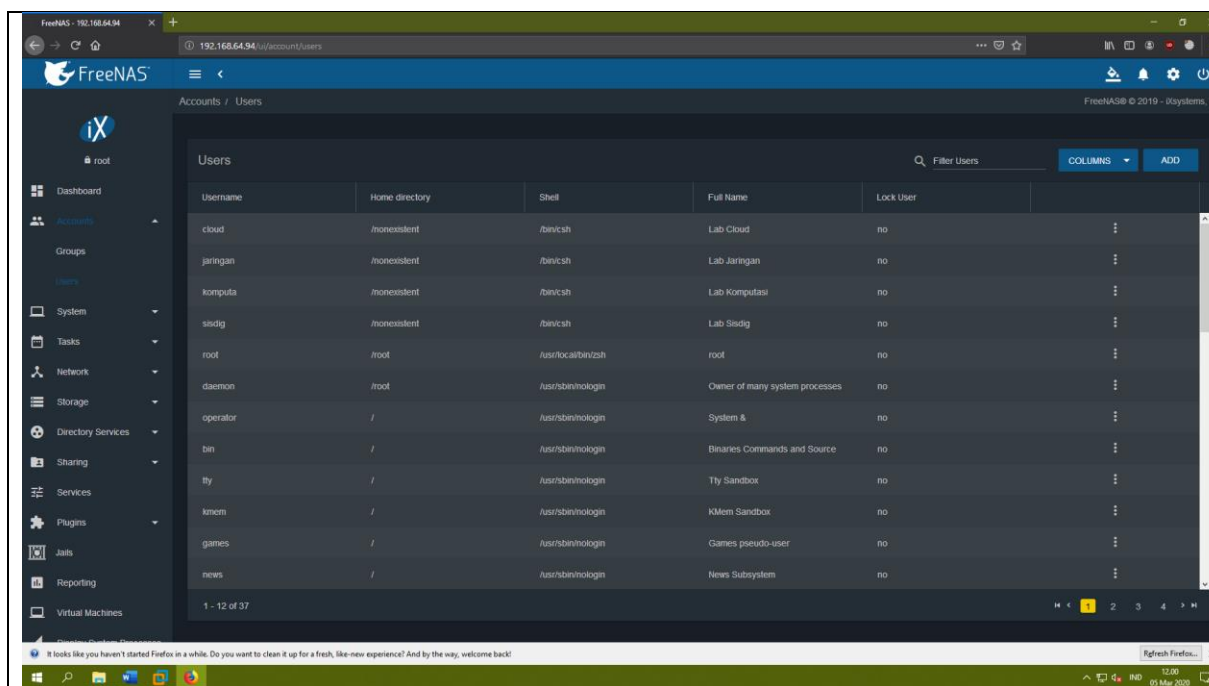 FreeNAS - 192.168.64.94
192.168.64.94/ui/account/users
FreeNAS
Accounts / Users
FreeNAS® © 2019 - iXsystems,
iX
root
Users
Filter Users
COLUMNS
ADD
Dashboard
Accounts
Groups
Users
System
Tasks
Network
Storage
Directory Services
Sharing
Services
Plugins
Jails
Reporting
Virtual Machines
Display System Processes
Username Home directory Shell Full Name Lock User
cloud /nonexistent /bin/csh Lab Cloud no
jaringan /nonexistent /bin/csh Lab Jaringan no
komputa /nonexistent /bin/csh Lab Komputasi no
sisdig /nonexistent /bin/csh Lab Sisdig no
root /root /usr/local/bin/zsh root no
daemon /root /usr/sbin/nologin Owner of many system processes no
operator / /usr/sbin/nologin System & no
bin / /usr/sbin/nologin Binaries Commands and Source no
tty / /usr/sbin/nologin Tty Sandbox no
kmem / /usr/sbin/nologin KMem Sandbox no
games / /usr/sbin/nologin Games pseudo-user no
news / /usr/sbin/nologin News Subsystem no
1 - 12 of 37
1 2 3 4
It looks like you haven't started Firefox in a while. Do you want to clean it up for a fresh, like-new experience? And by the way, welcome back!
Refresh Firefox...
IND
12.00
05 Mar 2020